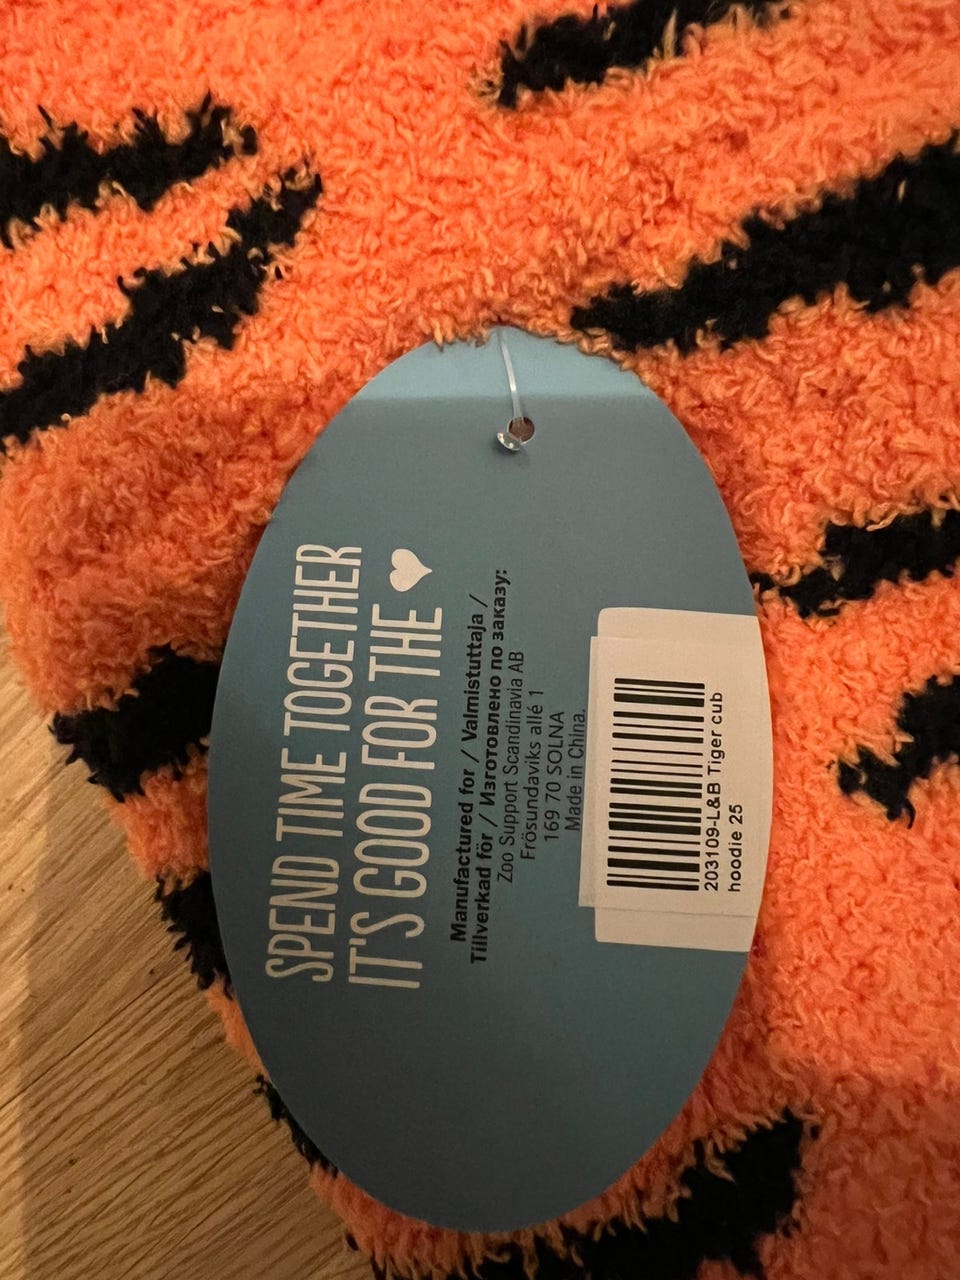 SPEND TIME TOGETHER
IT'S GOOD FOR THE ♥
Manufactured for / Valmistuttaja /
Tillverkad för / Изготовлено по заказу:
Zoo Support Scandinavia AB
Frösundaviks allé 1
169 70 SOLNA
Made in China.
203109-L&B Tiger cub
hoodie 25